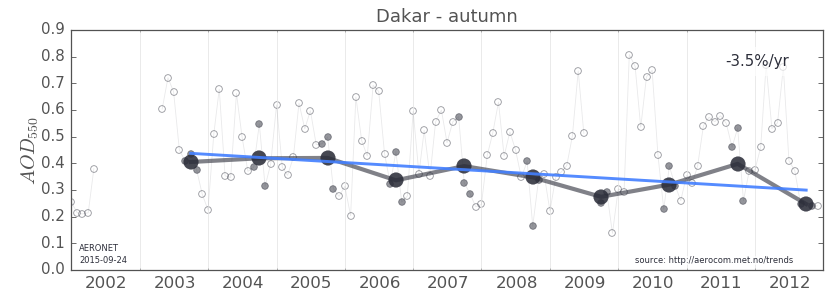 Dakar - autumn
0.9
0.8
0.7
0.6
0.5
0.4
0.3
0.2
0.1
0.0
AOD550
-3.5%/yr
AERONET
2015-09-24
source: http://aerocom.met.no/trends
2002 2003 2004 2005 2006 2007 2008 2009 2010 2011 2012